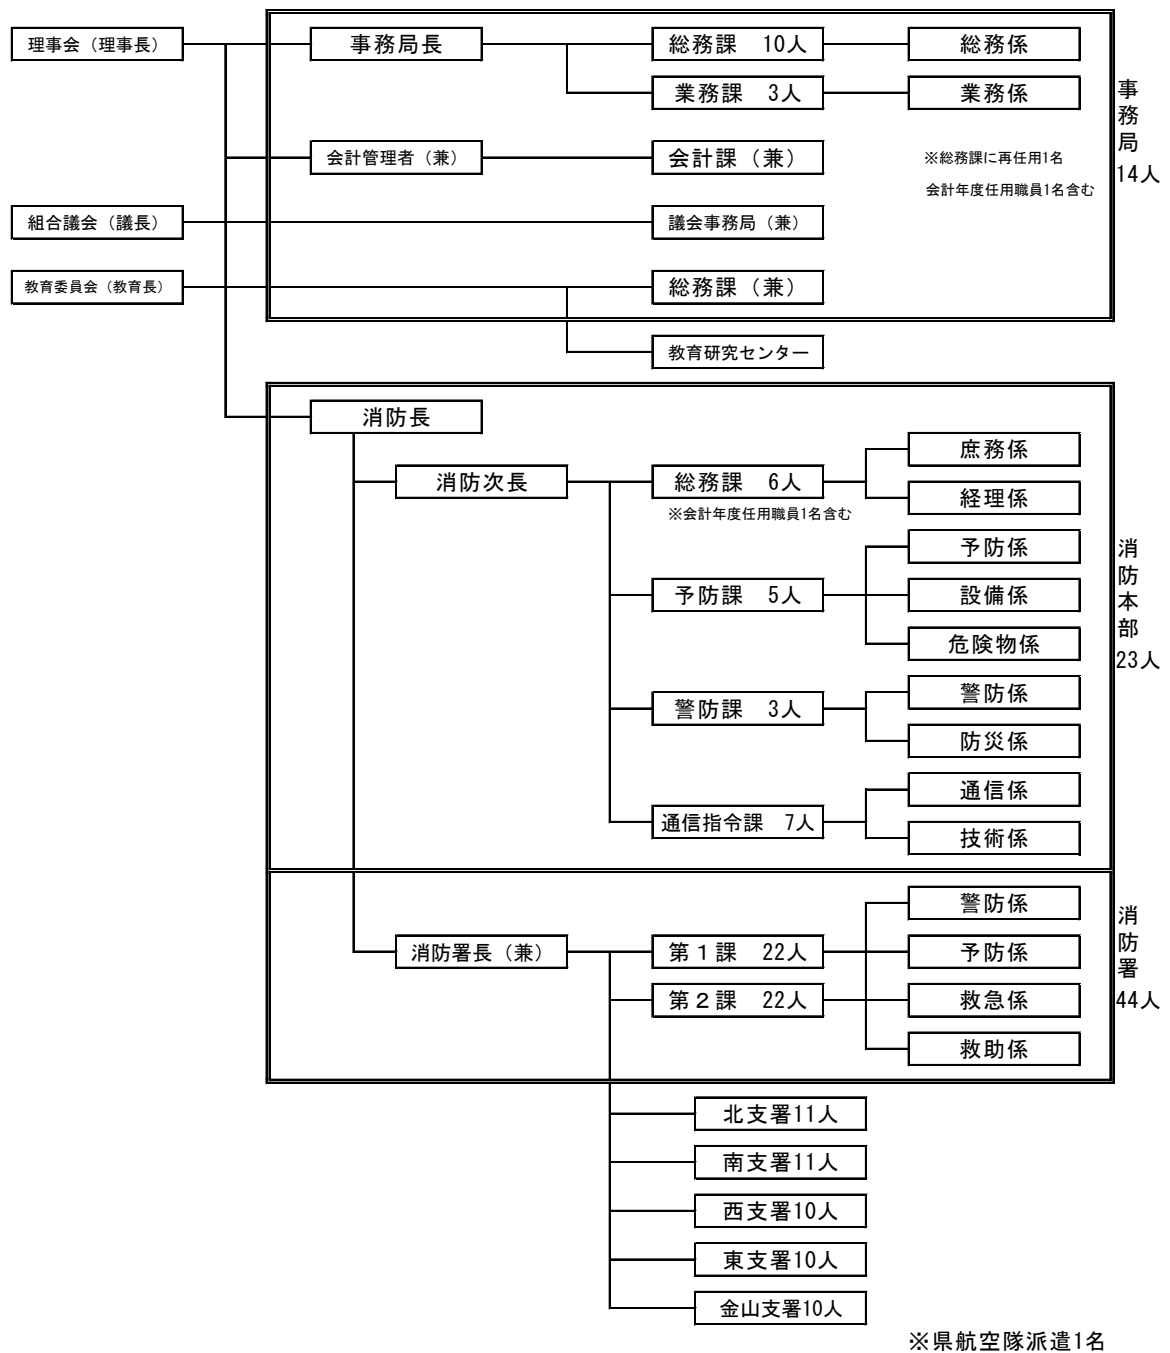 理事会（理事長）
事務局長
総務課　10人
総務係
業務課　3人
業務係
事務局
14人
会計管理者（兼）
会計課（兼）
※総務課に再任用1名
会計年度任用職員1名含む
組合議会（議長）
議会事務局（兼）
教育委員会（教育長）
総務課（兼）
教育研究センター
消防長
消防次長
総務課　6人
※会計年度任用職員1名含む
庶務係
経理係
予防課　5人
予防係
設備係
危険物係
消防本部
23人
警防課　3人
警防係
防災係
通信指令課　7人
通信係
技術係
消防署長（兼）
第１課　22人
第２課　22人
警防係
予防係
救急係
救助係
消防署
44人
北支署11人
南支署11人
西支署10人
東支署10人
金山支署10人
※県航空隊派遣1名